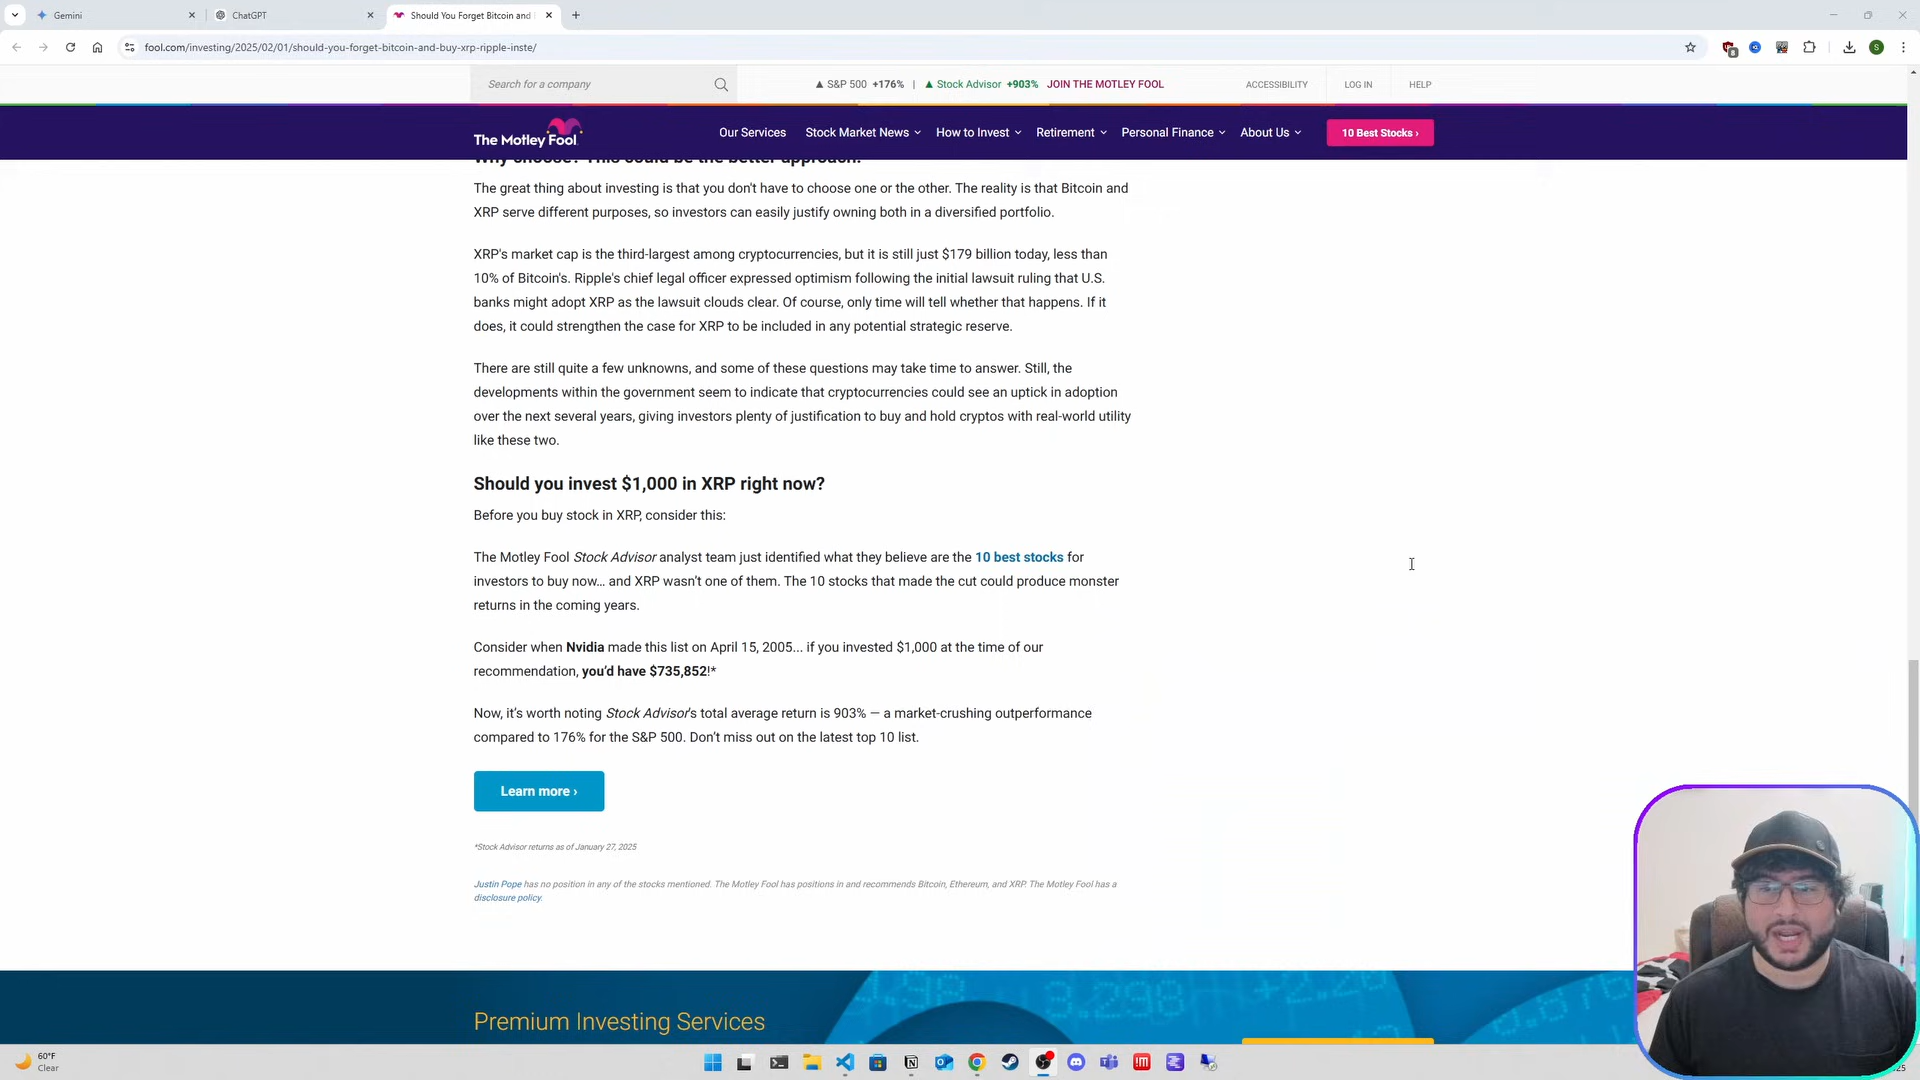 Gemini
ChatGPT
Should You Forget Bitcoin and
fool.com/investing/2025/02/01/should-you-forget-bitcoin-and-buy-xrp-ripple-inste/
S
Search for a company
▲ S&P 500 +176% | ▲ Stock Advisor +903% JOIN THE MOTLEY FOOL
ACCESSIBILITY
LOG IN
HELP
The Motley Fool
Our Services
Stock Market News
How to Invest
Retirement
Personal Finance
About Us
10 Best Stocks ›
Why choose? This could be the better approach.
The great thing about investing is that you don't have to choose one or the other. The reality is that Bitcoin and
XRP serve different purposes, so investors can easily justify owning both in a diversified portfolio.
XRP's market cap is the third-largest among cryptocurrencies, but it is still just $179 billion today, less than
10% of Bitcoin's. Ripple's chief legal officer expressed optimism following the initial lawsuit ruling that U.S.
banks might adopt XRP as the lawsuit clouds clear. Of course, only time will tell whether that happens. If it
does, it could strengthen the case for XRP to be included in any potential strategic reserve.
There are still quite a few unknowns, and some of these questions may take time to answer. Still, the
developments within the government seem to indicate that cryptocurrencies could see an uptick in adoption
over the next several years, giving investors plenty of justification to buy and hold cryptos with real-world utility
like these two.
Should you invest $1,000 in XRP right now?
Before you buy stock in XRP, consider this:
The Motley Fool Stock Advisor analyst team just identified what they believe are the 10 best stocks for
investors to buy now… and XRP wasn't one of them. The 10 stocks that made the cut could produce monster
returns in the coming years.
Consider when Nvidia made this list on April 15, 2005... if you invested $1,000 at the time of our
recommendation, you'd have $735,852!*
Now, it's worth noting Stock Advisor's total average return is 903% — a market-crushing outperformance
compared to 176% for the S&P 500. Don't miss out on the latest top 10 list.
Learn more ›
*Stock Advisor returns as of January 27, 2025
Justin Pope has no position in any of the stocks mentioned. The Motley Fool has positions in and recommends Bitcoin, Ethereum, and XRP. The Motley Fool has a
disclosure policy.
Premium Investing Services
60°F
Clear